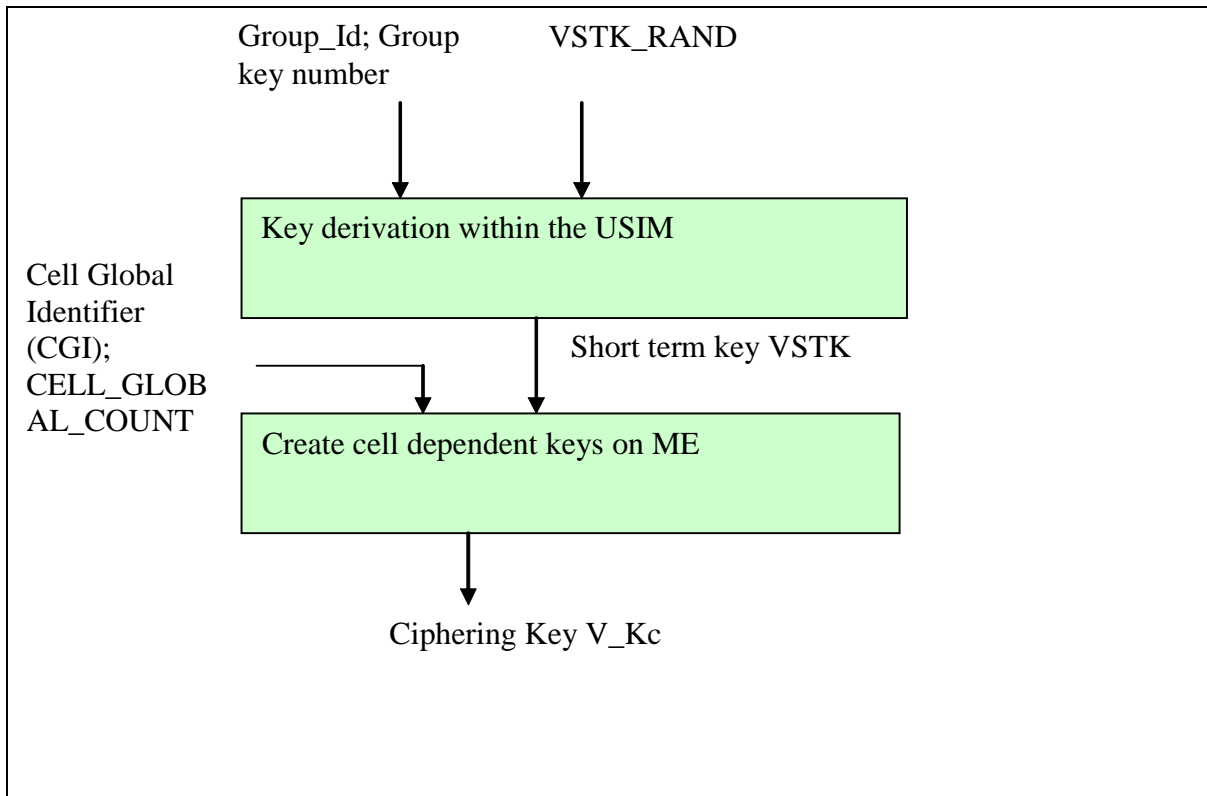 Group_Id; Group
key number
VSTK_RAND
Key derivation within the USIM
Cell Global
Identifier
(CGI);
CELL_GLOB
AL_COUNT
Short term key VSTK
Create cell dependent keys on ME
Ciphering Key V_Kc